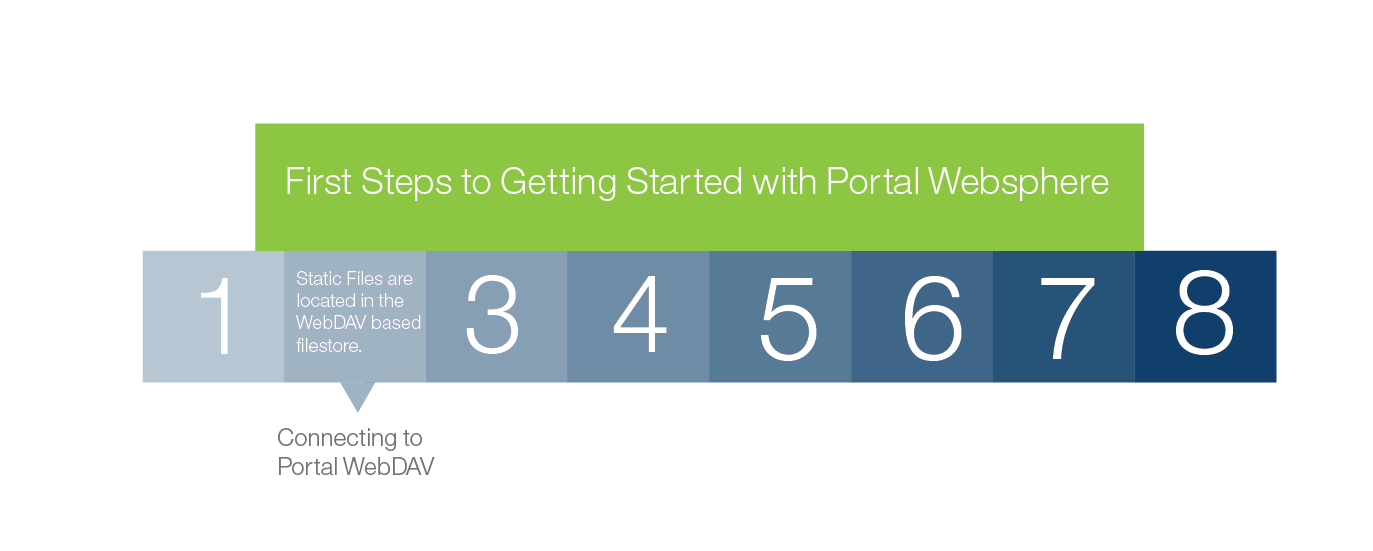 First Steps to Getting Started with Portal Websphere
1
Static Files are
located in the
WebDAV based
filestore.
3
4
5
6
7
8
Connecting to
Portal WebDAV